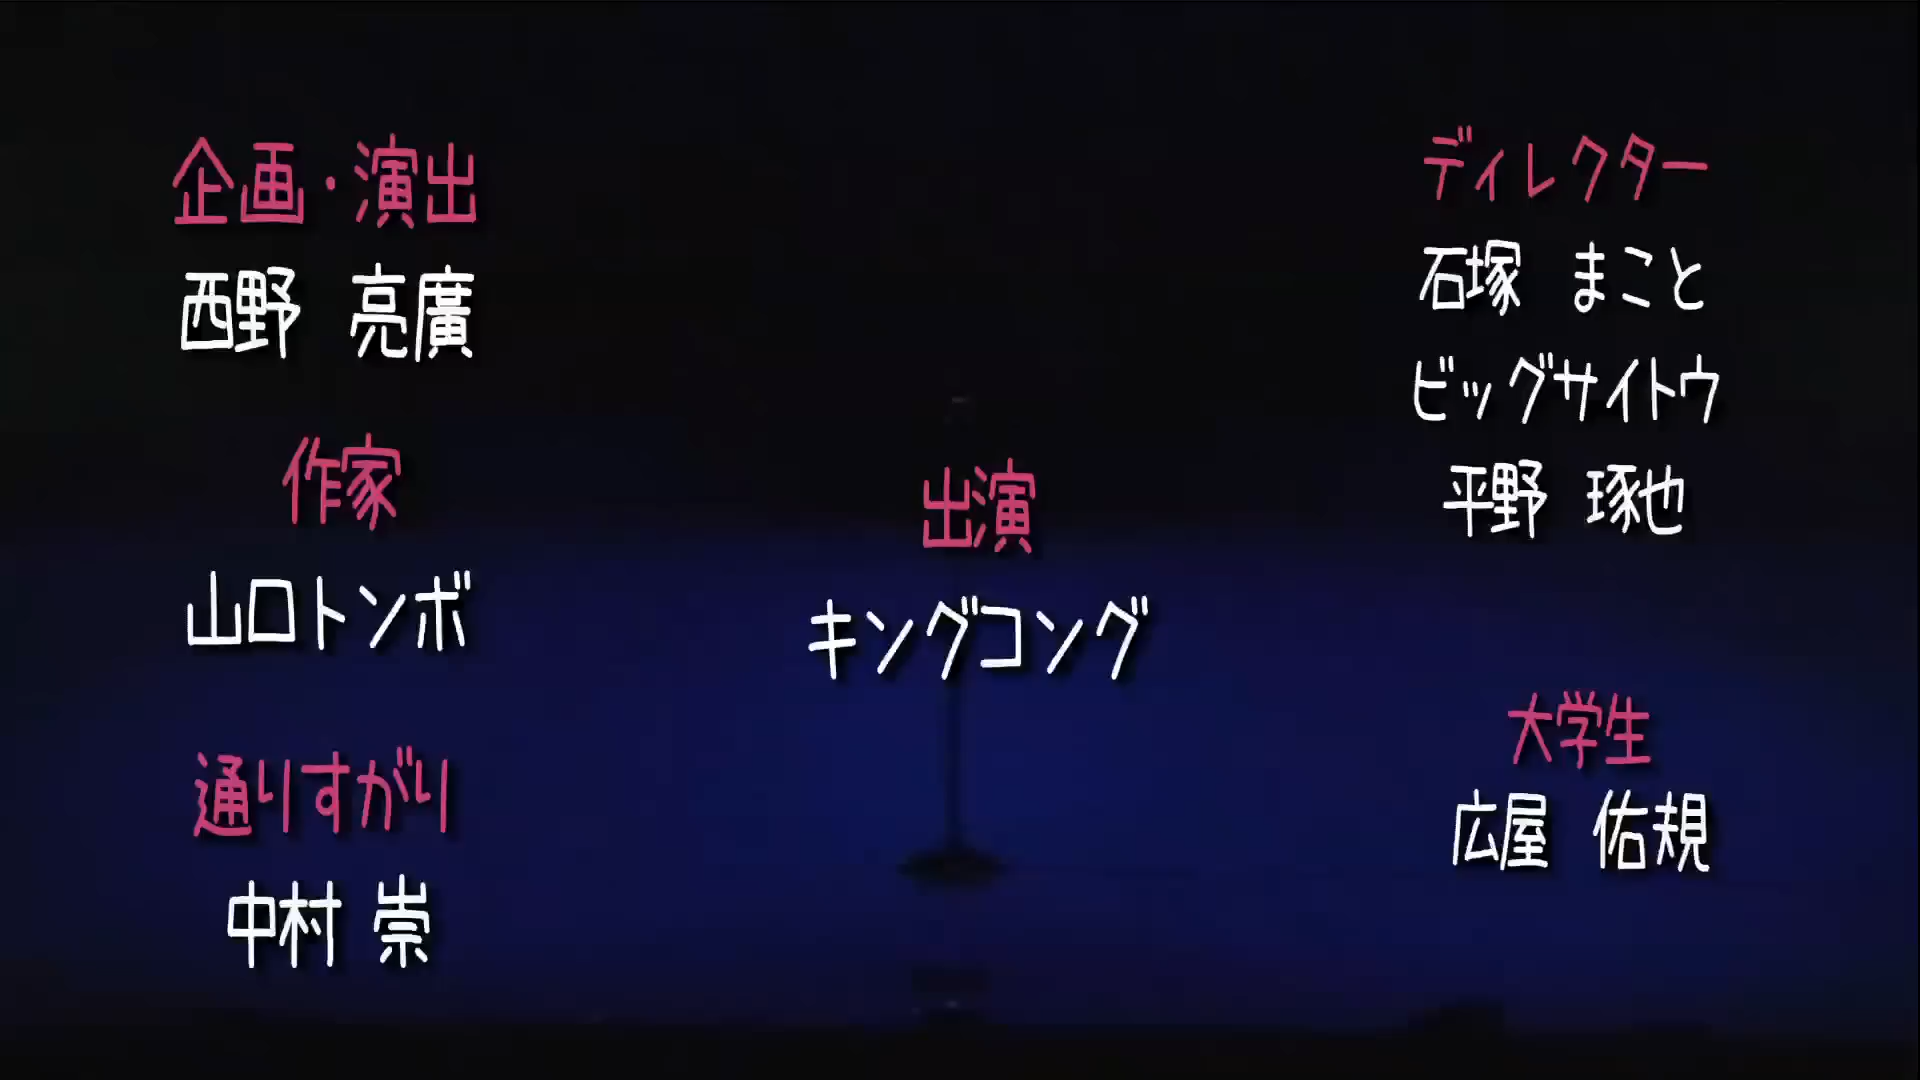 企画・演出
西野 亮廣
作家
山口トンボ
通りすがり
中村 崇
出演
キングコング
ディレクター
石塚 まこと
ビッグサイトウ
平野 琢也
大学生
広屋 佑規